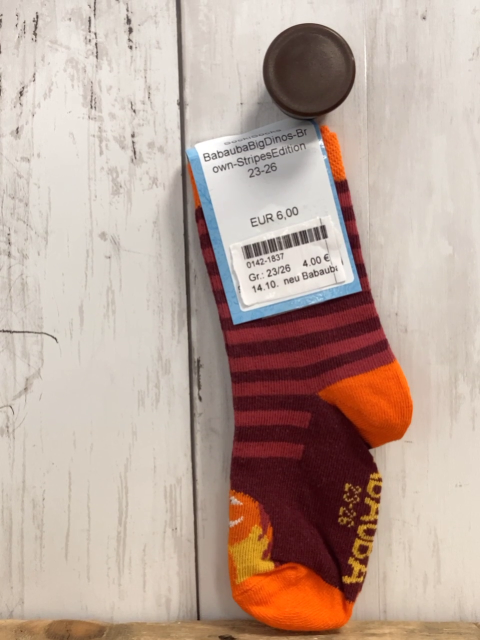 BabaubaBigDinos-Br
own-StripesEdition
23-26
EUR 6,00
0142-1837
Gr.: 23/26 4.00 €
14.10. neu Babauba
23-26